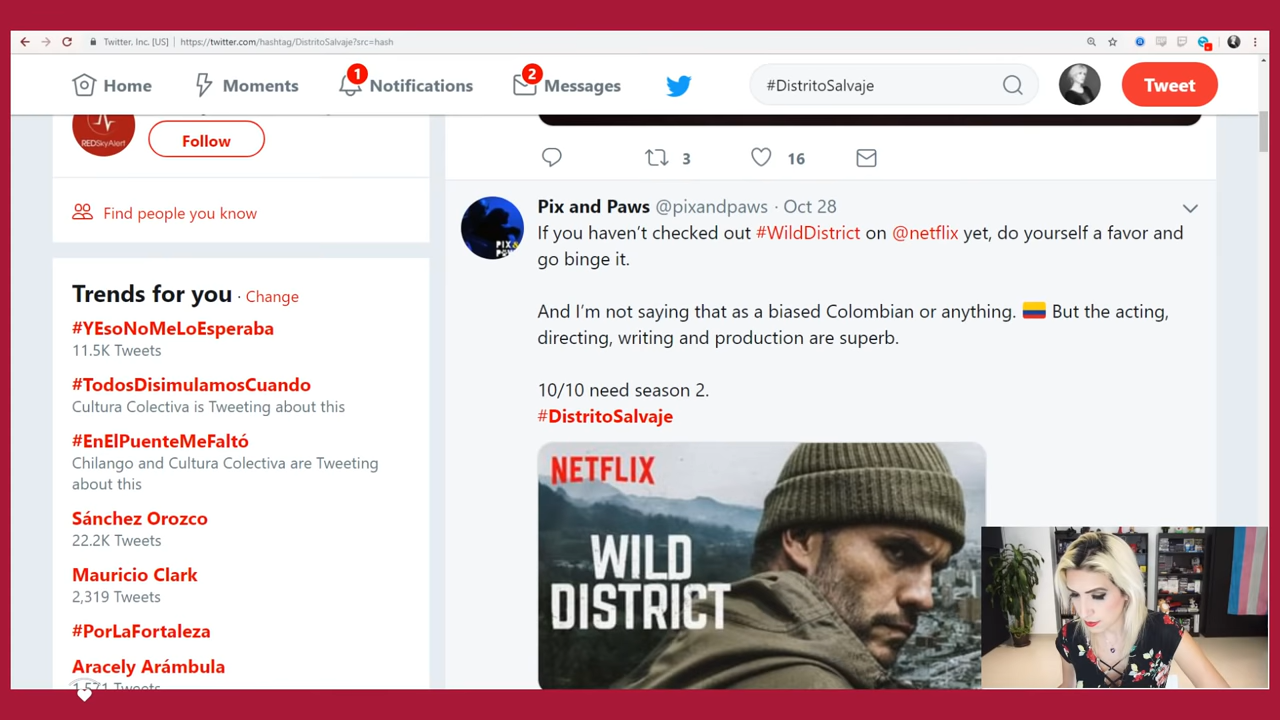 Twitter, Inc. [US] | https://twitter.com/hashtag/DistritoSalvaje?src=hash
Home
Moments
1
Notifications
2
Messages
#DistritoSalvaje
Tweet
REDSkyAlert
Follow
Find people you know
Trends for you · Change
#YEsoNoMeLoEsperaba
11.5K Tweets
#TodosDisimulamosCuando
Cultura Colectiva is Tweeting about this
#EnElPuenteMeFaltó
Chilango and Cultura Colectiva are Tweeting
about this
Sánchez Orozco
22.2K Tweets
Mauricio Clark
2,319 Tweets
#PorLaFortaleza
Aracely Arámbula
1,571 Tweets
3
16
Pix and Paws @pixandpaws · Oct 28
If you haven’t checked out #WildDistrict on @netflix yet, do yourself a favor and
go binge it.
And I’m not saying that as a biased Colombian or anything. 🇨🇴 But the acting,
directing, writing and production are superb.
10/10 need season 2.
#DistritoSalvaje
NETFLIX
WILD
DISTRICT